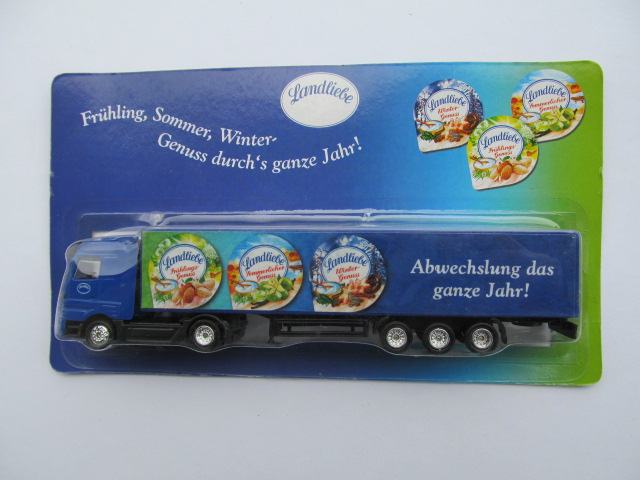 Landliebe
Frühling, Sommer, Winter-
Genuss durch's ganze Jahr!
Landliebe
Winter-
Genuss
Landliebe
Sommerlicher
Genuss
Landliebe
Frühlings-
Genuss
Landliebe
Frühlings-
Genuss
Landliebe
Sommerlicher
Genuss
Landliebe
Winter-
Genuss
Abwechslung das
ganze Jahr!